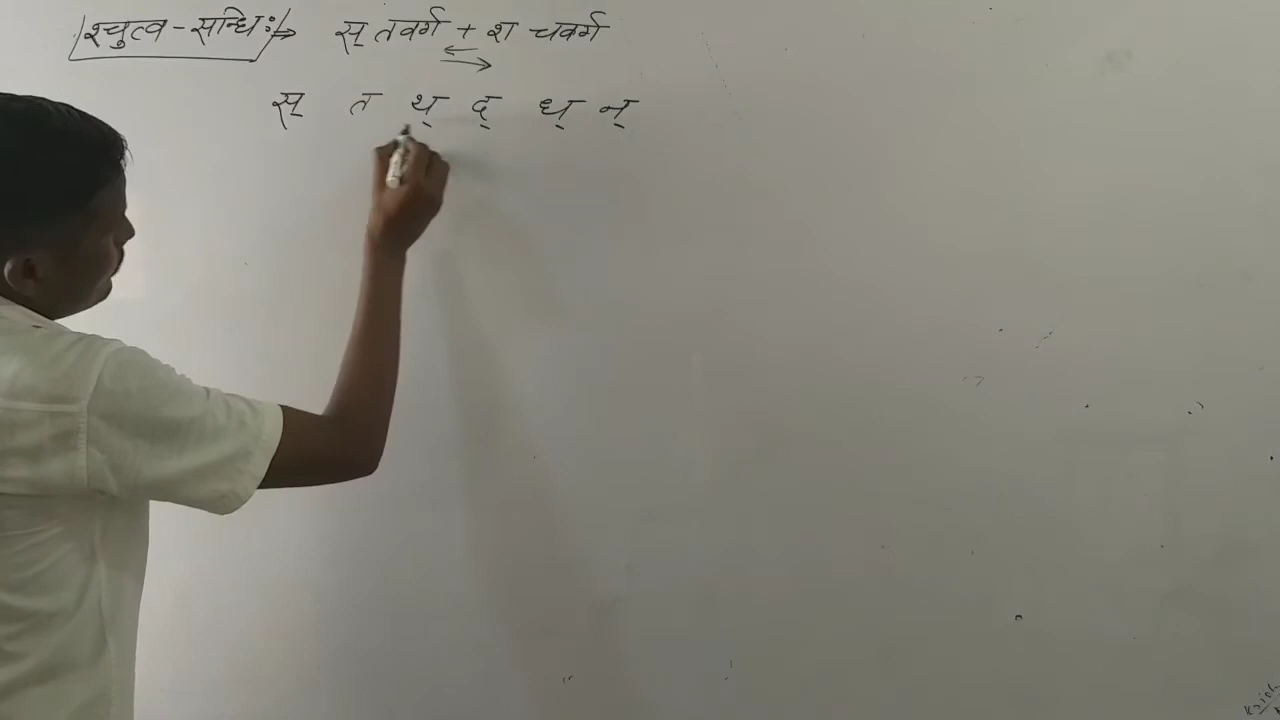 श्चुत्व-सन्धिः → स् तवर्ग + श चवर्ग
स् त थ् द् ध् न्